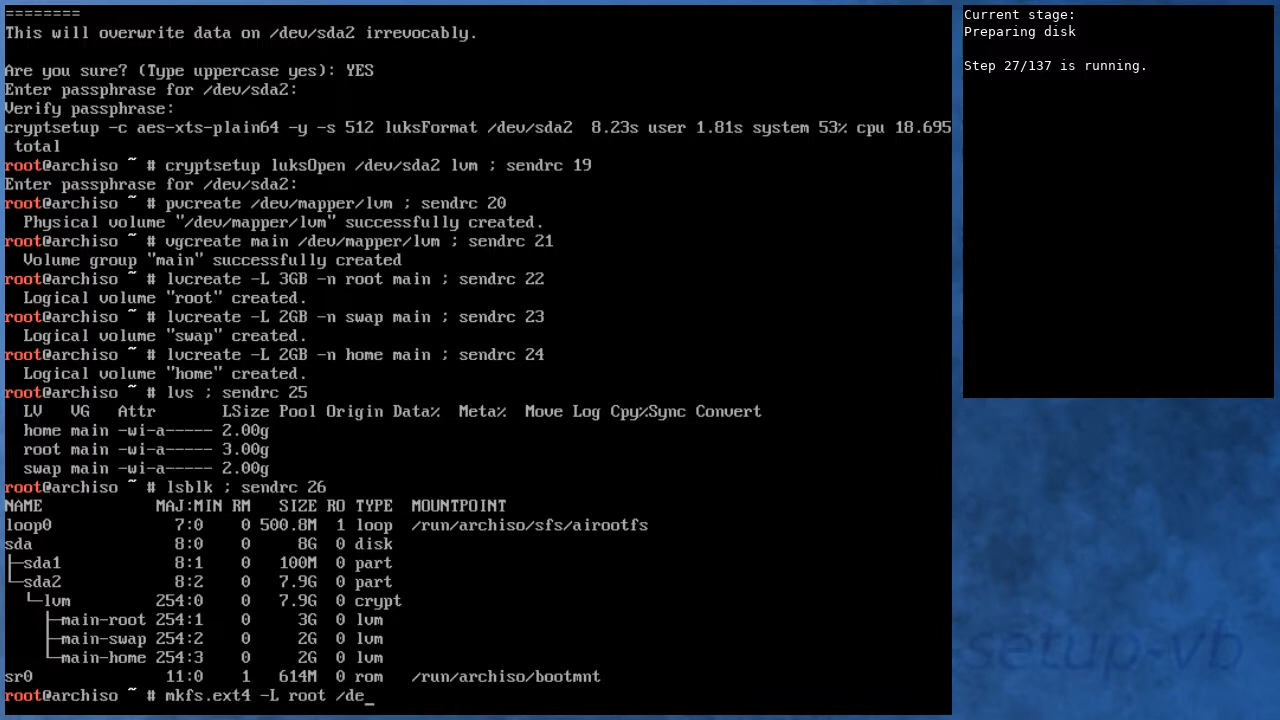 ========
This will overwrite data on /dev/sda2 irrevocably.
Are you sure? (Type uppercase yes): YES
Enter passphrase for /dev/sda2:
Verify passphrase:
cryptsetup -c aes-xts-plain64 -y -s 512 luksFormat /dev/sda2  8.23s user 1.81s system 53% cpu 18.695
 total
root@archiso ~ # cryptsetup luksOpen /dev/sda2 lvm ; sendrc 19
Enter passphrase for /dev/sda2:
root@archiso ~ # pvcreate /dev/mapper/lvm ; sendrc 20
  Physical volume "/dev/mapper/lvm" successfully created.
root@archiso ~ # vgcreate main /dev/mapper/lvm ; sendrc 21
  Volume group "main" successfully created
root@archiso ~ # lvcreate -L 3GB -n root main ; sendrc 22
  Logical volume "root" created.
root@archiso ~ # lvcreate -L 2GB -n swap main ; sendrc 23
  Logical volume "swap" created.
root@archiso ~ # lvcreate -L 2GB -n home main ; sendrc 24
  Logical volume "home" created.
root@archiso ~ # lvs ; sendrc 25
  LV   VG   Attr       LSize Pool Origin Data%  Meta%  Move Log Cpy%Sync Convert
  home main -wi-a----- 2.00g
  root main -wi-a----- 3.00g
  swap main -wi-a----- 2.00g
root@archiso ~ # lsblk ; sendrc 26
NAME            MAJ:MIN RM   SIZE RO TYPE  MOUNTPOINT
loop0             7:0    0 500.8M  1 loop  /run/archiso/sfs/airootfs
sda               8:0    0     8G  0 disk
├─sda1            8:1    0   100M  0 part
└─sda2            8:2    0   7.9G  0 part
  └─lvm         254:0    0   7.9G  0 crypt
    ├─main-root 254:1    0     3G  0 lvm
    ├─main-swap 254:2    0     2G  0 lvm
    └─main-home 254:3    0     2G  0 lvm
sr0              11:0    1   614M  0 rom   /run/archiso/bootmnt
root@archiso ~ # mkfs.ext4 -L root /de_
Current stage:
Preparing disk
Step 27/137 is running.
setup-vb